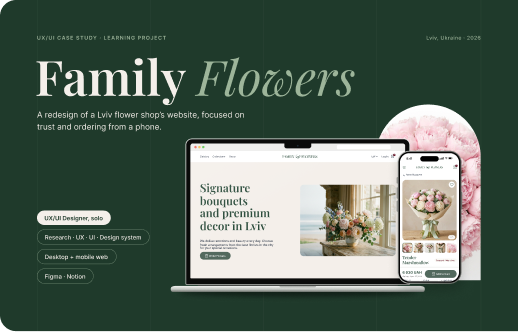 UX/UI CASE STUDY · LEARNING PROJECT
Lviv, Ukraine · 2026
Family Flowers
A redesign of a Lviv flower shop's website, focused on
trust and ordering from a phone.
Signature
bouquets
and premium
decor in Lviv
UX/UI Designer, solo
Research · UX · UI · Design system
Desktop + mobile web
Figma · Notion
Tender
Marshmallow